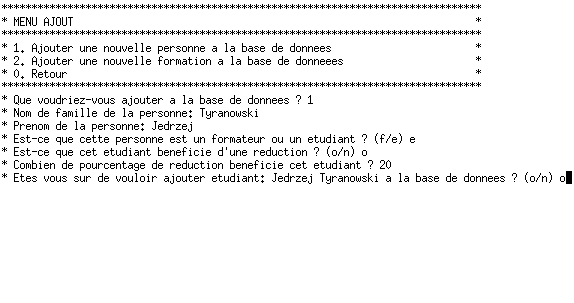 ********************************************************************************
* MENU AJOUT *
********************************************************************************
* 1. Ajouter une nouvelle personne a la base de donnees *
* 2. Ajouter une nouvelle formation a la base de donneees *
* 0. Retour *
********************************************************************************
* Que voudriez-vous ajouter a la base de donnees ? 1
* Nom de famille de la personne: Tyranowski
* Prenom de la personne: Jedrzej
* Est-ce que cette personne est un formateur ou un etudiant ? (f/e) e
* Est-ce que cet etudiant beneficie d'une reduction ? (o/n) o
* Combien de pourcentage de reduction beneficie cet etudiant ? 20
* Etes vous sur de vouloir ajouter etudiant: Jedrzej Tyranowski a la base de donnees ? (o/n) o